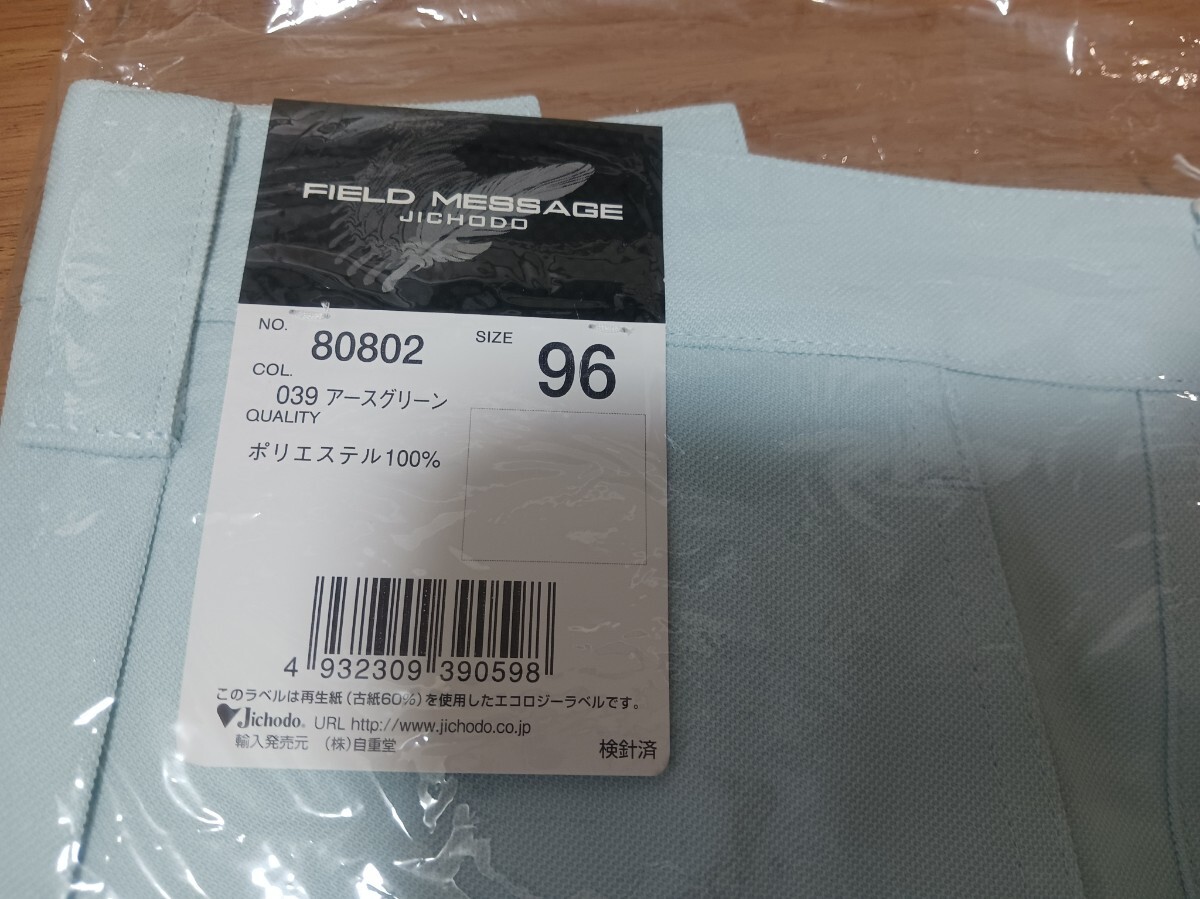 FIELD MESSAGE
JICHODO
NO. 80802
SIZE 96
COL. 039 アースグリーン
QUALITY
ポリエステル100%
4 932309 390598
このラベルは再生紙(古紙60%)を使用したエコロジーラベルです。
Jichodo® URL http://www.jichodo.co.jp
輸入発売元 (株)自重堂
検針済